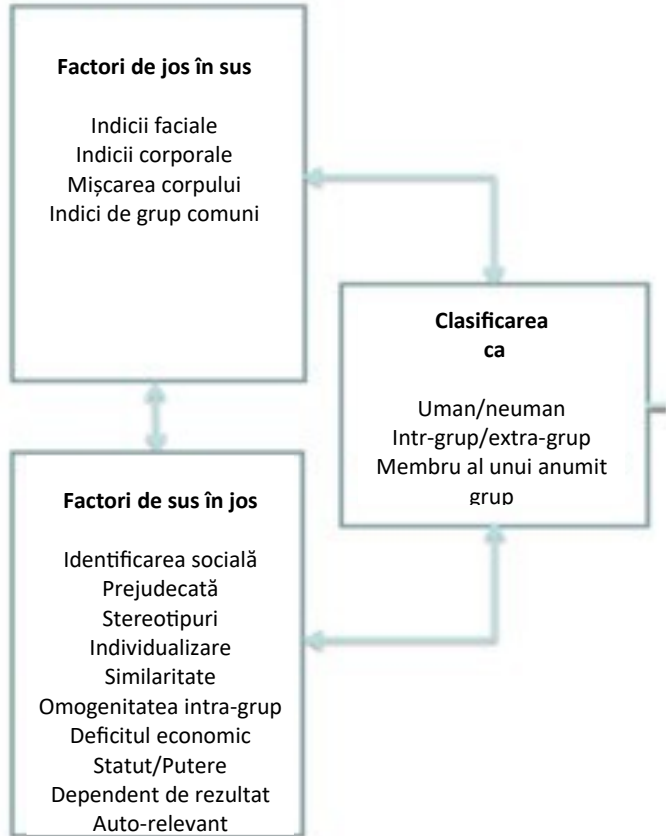 Factori de jos în sus
Indicii faciale
Indicii corporale
Mișcarea corpului
Indici de grup comuni
Clasificarea
ca
Uman/neuman
Intr-grup/extra-grup
Membru al unui anumit
grup
Factori de sus în jos
Identificarea socială
Prejudecată
Stereotipuri
Individualizare
Similaritate
Omogenitatea intra-grup
Deficitul economic
Statut/Putere
Dependent de rezultat
Auto-relevant